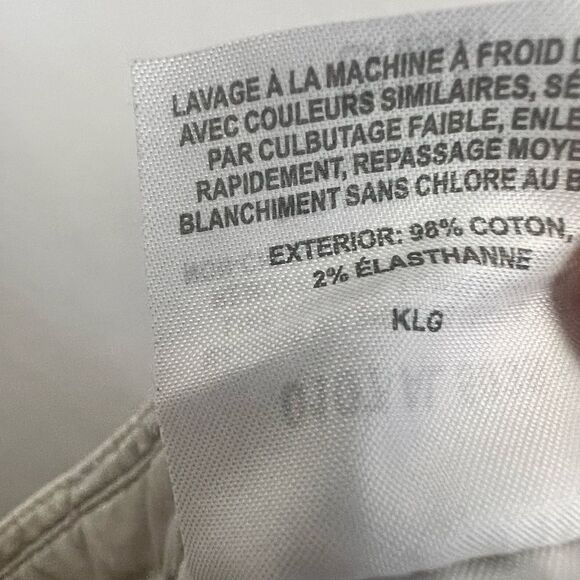 LAVAGE À LA MACHINE À FROID
AVEC COULEURS SIMILAIRES, SÉ
PAR CULBUTAGE FAIBLE, ENLE
RAPIDEMENT, REPASSAGE MOYE
BLANCHIMENT SANS CHLORE AU B
EXTERIOR: 98% COTON,
2% ÉLASTHANNE
KLG